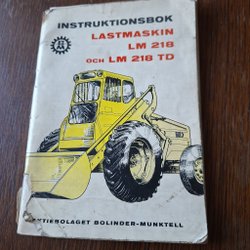 INSTRUKTIONSBOK
LASTMASKIN
LM 218
OCH LM 218 TD
AKTIEBOLAGET BOLINDER-MUNKTELL